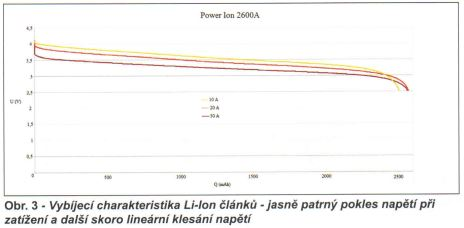 Power Ion 2600A
4,5
4
3,5
3
2,5
U (V)
2
1,5
1
0,5
0
10 A
20 A
30 A
0
500
1000
1500
2000
2500
Q (mAh)
Obr. 3 - Vybíjecí charakteristika Li-Ion článků - jasně patrný pokles napětí při
zatížení a další skoro lineární klesání napětí